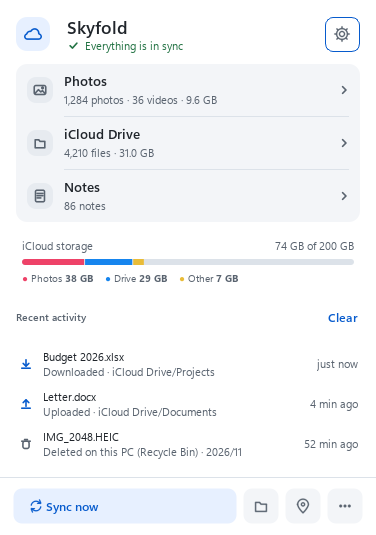 Skyfold
Everything is in sync
Photos
1,284 photos · 36 videos · 9.6 GB
iCloud Drive
4,210 files · 31.0 GB
Notes
86 notes
iCloud storage
74 GB of 200 GB
Photos 38 GB
Drive 29 GB
Other 7 GB
Recent activity
Clear
Budget 2026.xlsx
Downloaded · iCloud Drive/Projects
just now
Letter.docx
Uploaded · iCloud Drive/Documents
4 min ago
IMG_2048.HEIC
Deleted on this PC (Recycle Bin) · 2026/11
52 min ago
Sync now